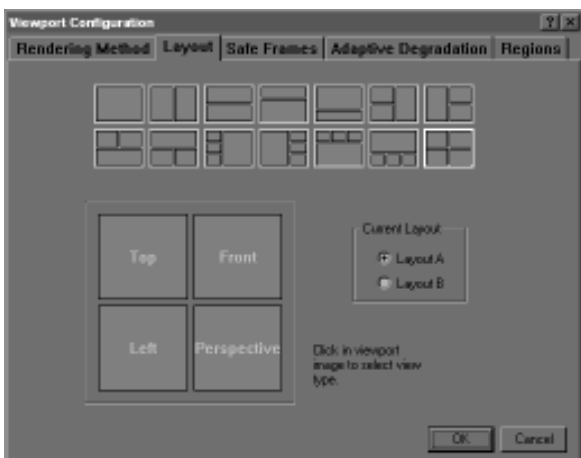 Viewport Configuration
Rendering Method Layout Safe Frames Adaptive Degradation Regions
Top Front
Left Perspective
Current Layout
Layout A
Layout B
Click in viewport
image to select view
type.
OK Cancel